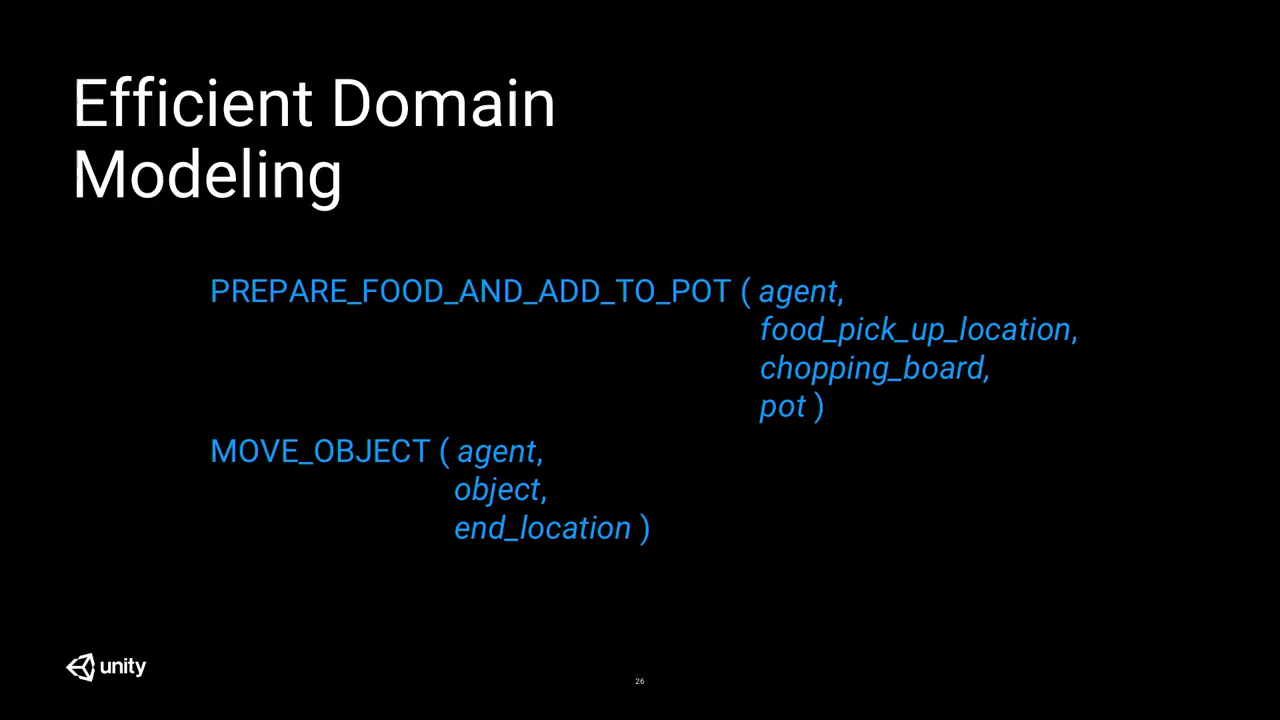 Efficient Domain
Modeling
PREPARE_FOOD_AND_ADD_TO_POT ( agent,
food_pick_up_location,
chopping_board,
pot )
MOVE_OBJECT ( agent,
object,
end_location )
unity
26